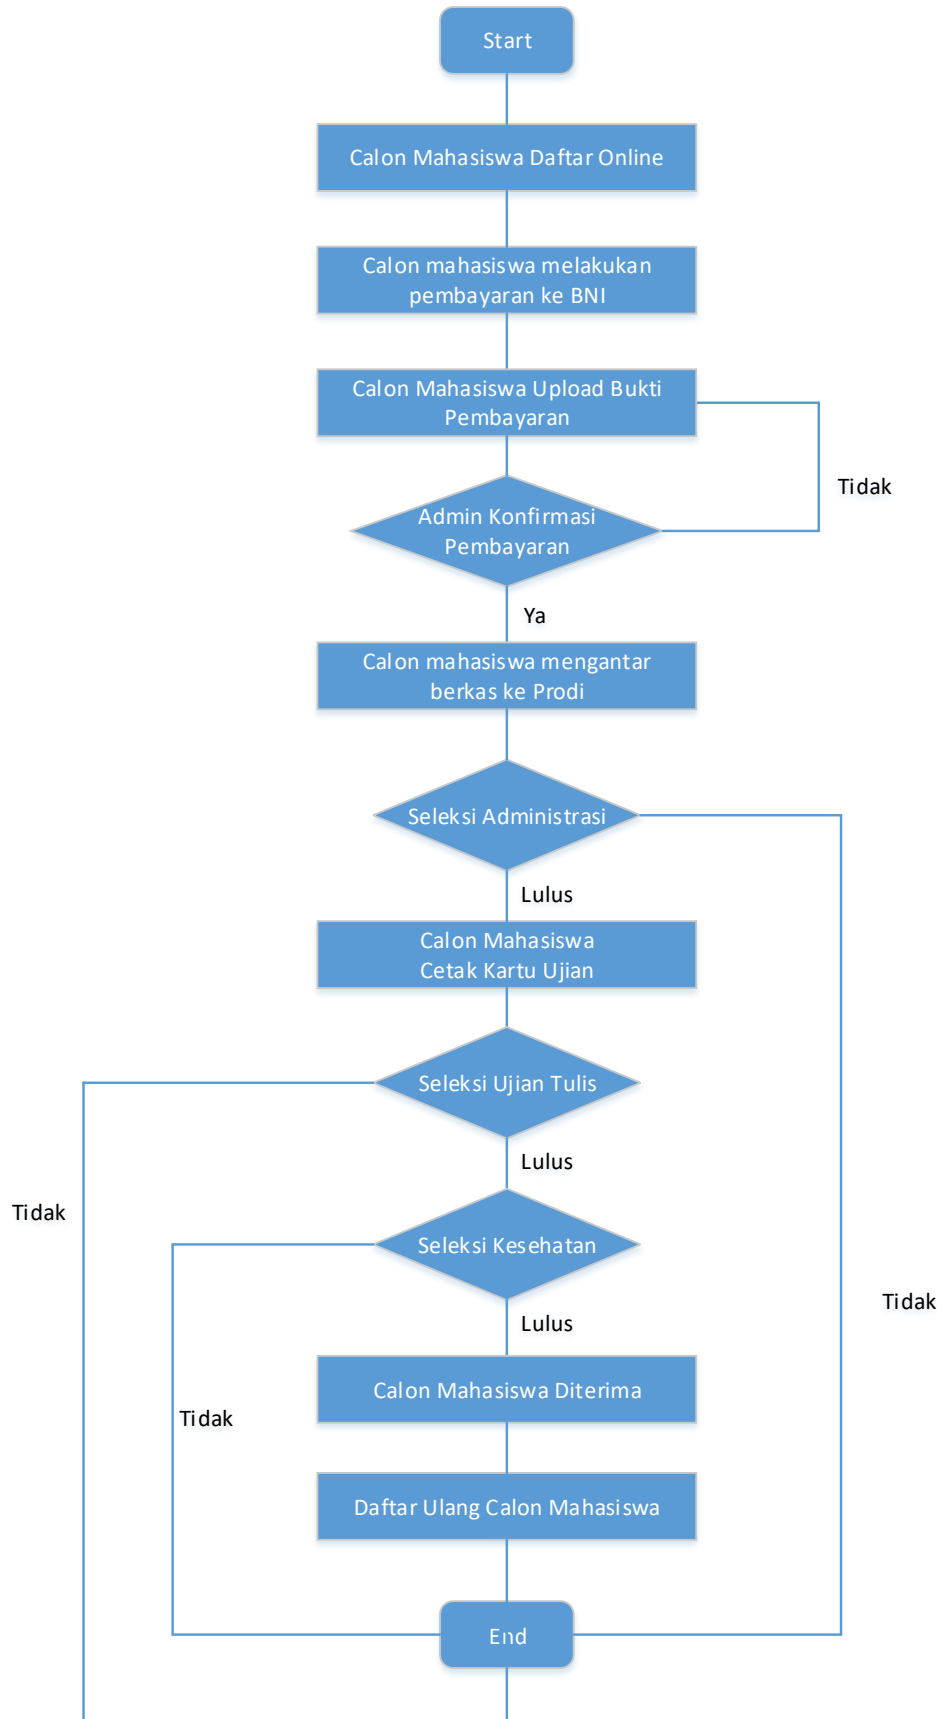 Start
Calon Mahasiswa Daftar Online
Calon mahasiswa melakukan
pembayaran ke BNI
Calon Mahasiswa Upload Bukti
Pembayaran
Tidak
Admin Konfirmasi
Pembayaran
Ya
Calon mahasiswa mengantar
berkas ke Prodi
Seleksi Administrasi
Lulus
Calon Mahasiswa
Cetak Kartu Ujian
Seleksi Ujian Tulis
Lulus
Tidak
Seleksi Kesehatan
Tidak
Lulus
Calon Mahasiswa Diterima
Tidak
Daftar Ulang Calon Mahasiswa
End